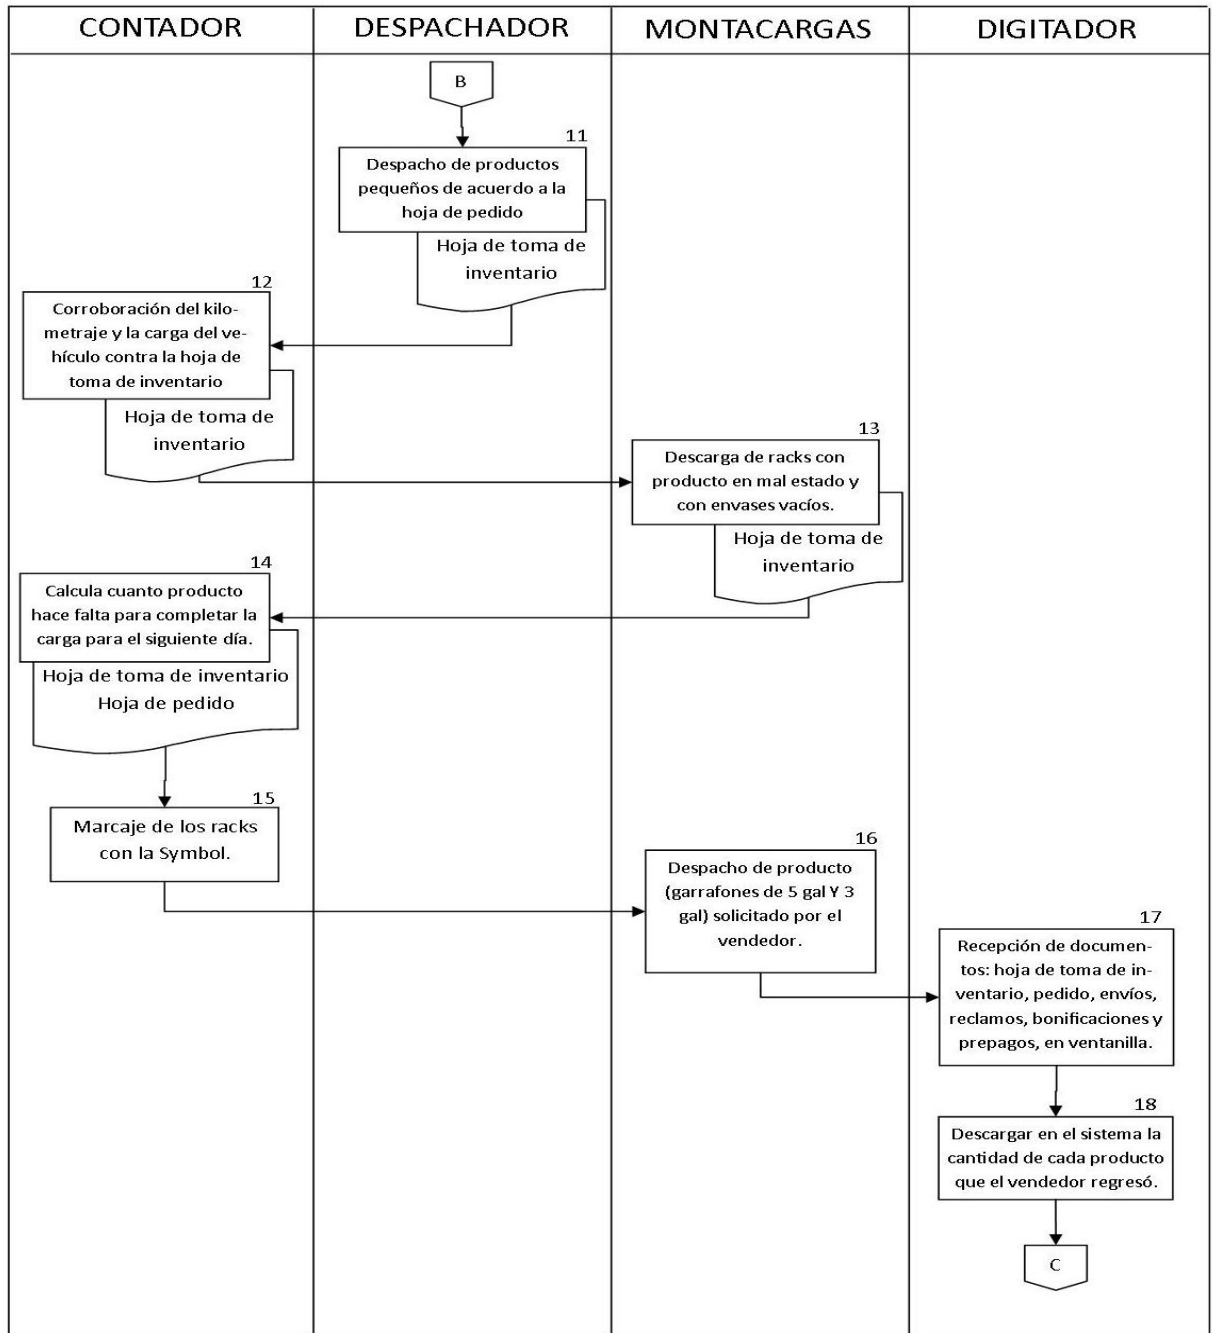 CONTADOR
DESPACHADOR
MONTACARGAS
DIGITADOR
B
11
Despacho de productos
pequeños de acuerdo a la
hoja de pedido
Hoja de toma de
inventario
12
Corroboración del kilo-
metraje y la carga del ve-
hículo contra la hoja de
toma de inventario
Hoja de toma de
inventario
13
Descarga de racks con
producto en mal estado y
con envases vacíos.
Hoja de toma de
inventario
14
Calcula cuanto producto
hace falta para completar la
carga para el siguiente día.
Hoja de toma de inventario
Hoja de pedido
15
Marcaje de los racks
con la Symbol.
16
Despacho de producto
(garrafones de 5 gal Y 3
gal) solicitado por el
vendedor.
17
Recepción de documen-
tos: hoja de toma de in-
ventario, pedido, envíos,
reclamos, bonificaciones y
prepagos, en ventanilla.
18
Descargar en el sistema la
cantidad de cada producto
que el vendedor regresó.
C